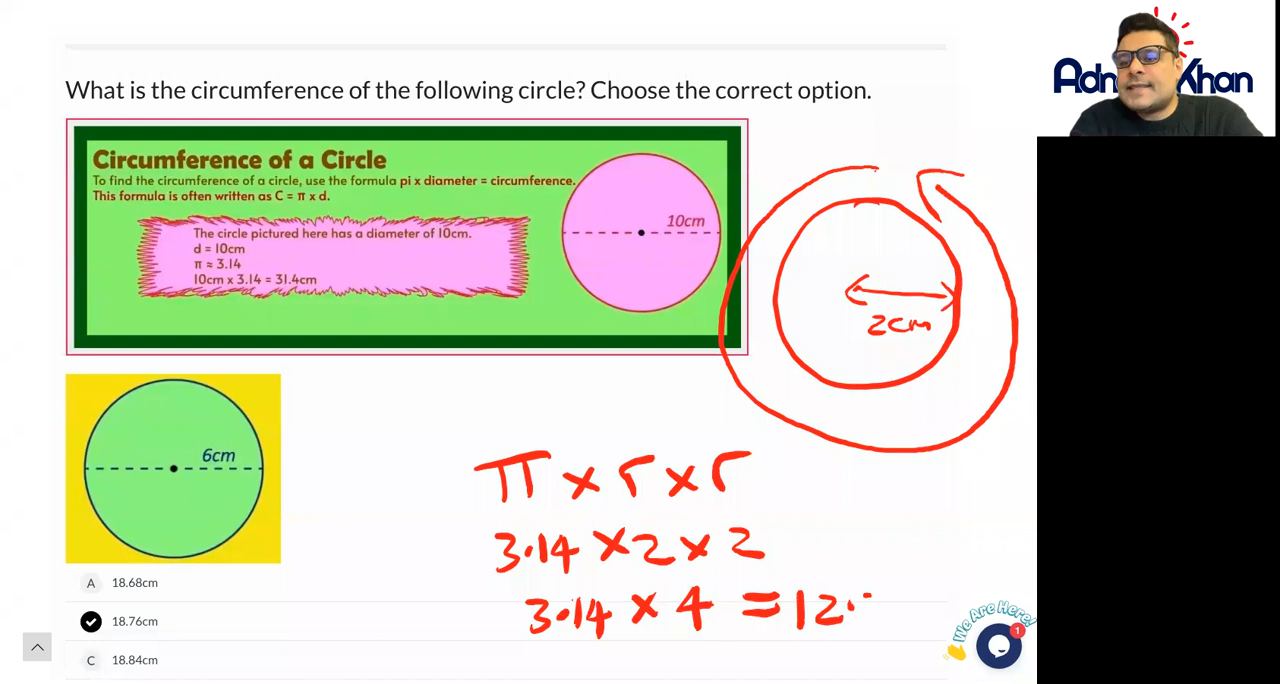 What is the circumference of the following circle? Choose the correct option.
Circumference of a Circle
To find the circumference of a circle, use the formula pi x diameter = circumference.
This formula is often written as C = π x d.
The circle pictured here has a diameter of 10cm.
d = 10cm
π ≈ 3.14
10cm x 3.14 = 31.4cm
10cm
2cm
6cm
π × r × r
3.14 × 2 × 2
3.14 × 4 = 12.
A 18.68cm
18.76cm
C 18.84cm
Khan
We Are Here!
1